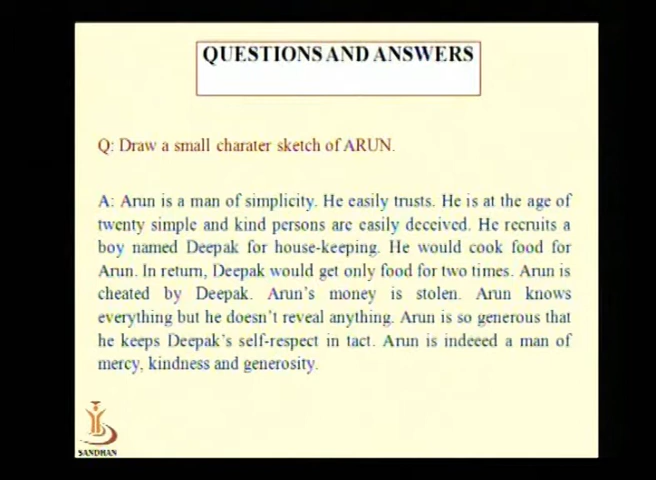 QUESTIONS AND ANSWERS
Q: Draw a small charater sketch of ARUN.
A: Arun is a man of simplicity. He easily trusts. He is at the age of
twenty simple and kind persons are easily deceived. He recruits a
boy named Deepak for house-keeping. He would cook food for
Arun. In return, Deepak would get only food for two times. Arun is
cheated by Deepak. Arun's money is stolen. Arun knows
everything but he doesn't reveal anything. Arun is so generous that
he keeps Deepak's self-respect in tact. Arun is indeeed a man of
mercy, kindness and generosity.
SANDHAN